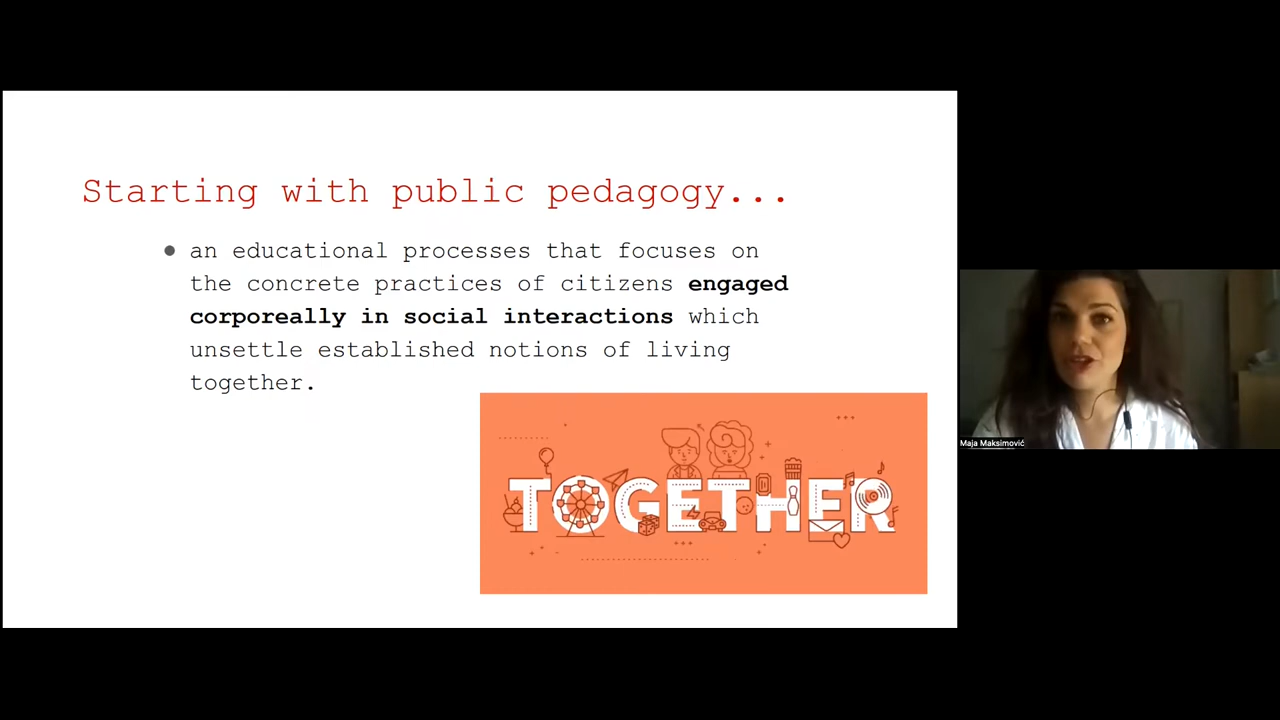 Starting with public pedagogy...
● an educational processes that focuses on
the concrete practices of citizens engaged
corporeally in social interactions which
unsettle established notions of living
together.
TOGETHER
Maja Maksimović